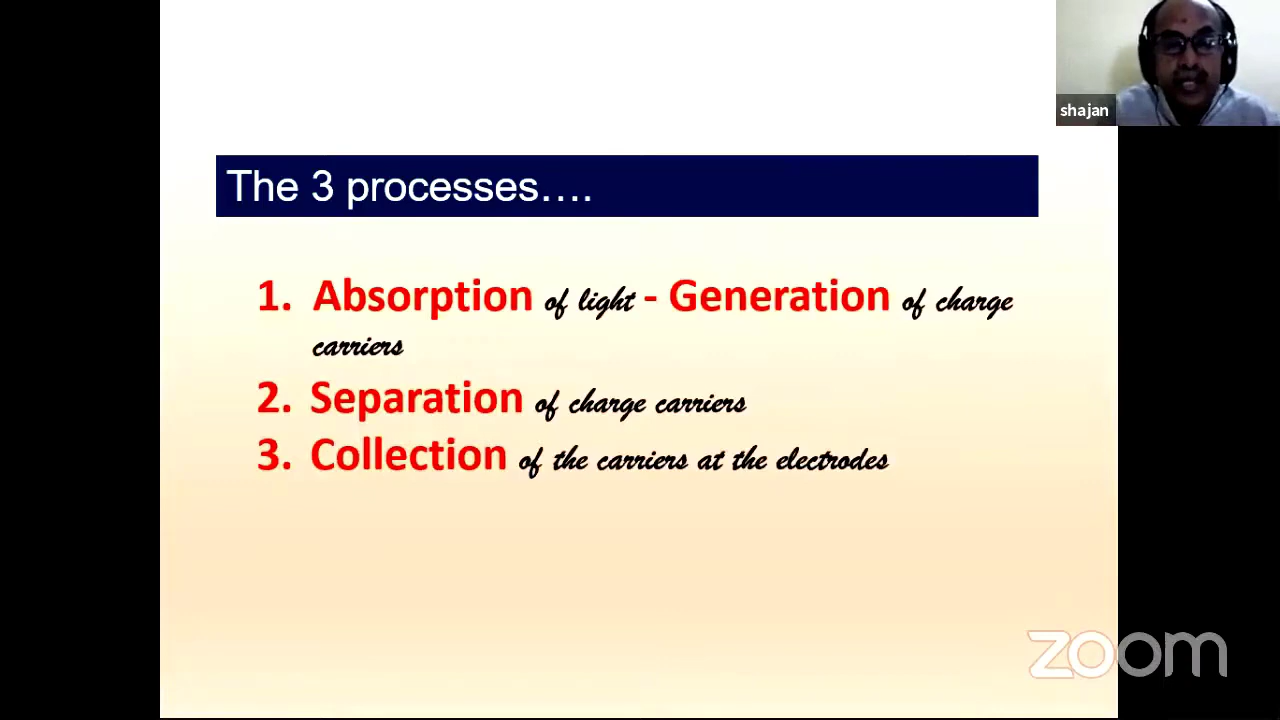 shajan
The 3 processes....
1. Absorption of light - Generation of charge
carriers
2. Separation of charge carriers
3. Collection of the carriers at the electrodes
zoom